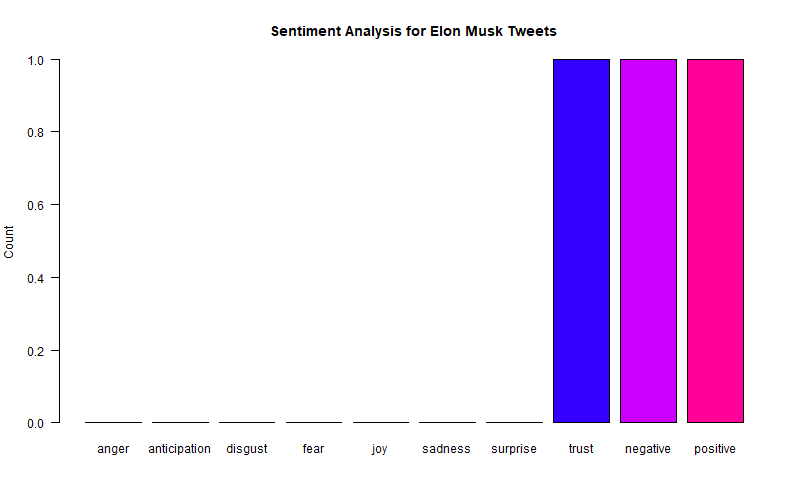 Sentiment Analysis for Elon Musk Tweets
1.0
0.8
0.6
0.4
0.2
0.0
Count
anger anticipation disgust fear joy sadness surprise trust negative positive